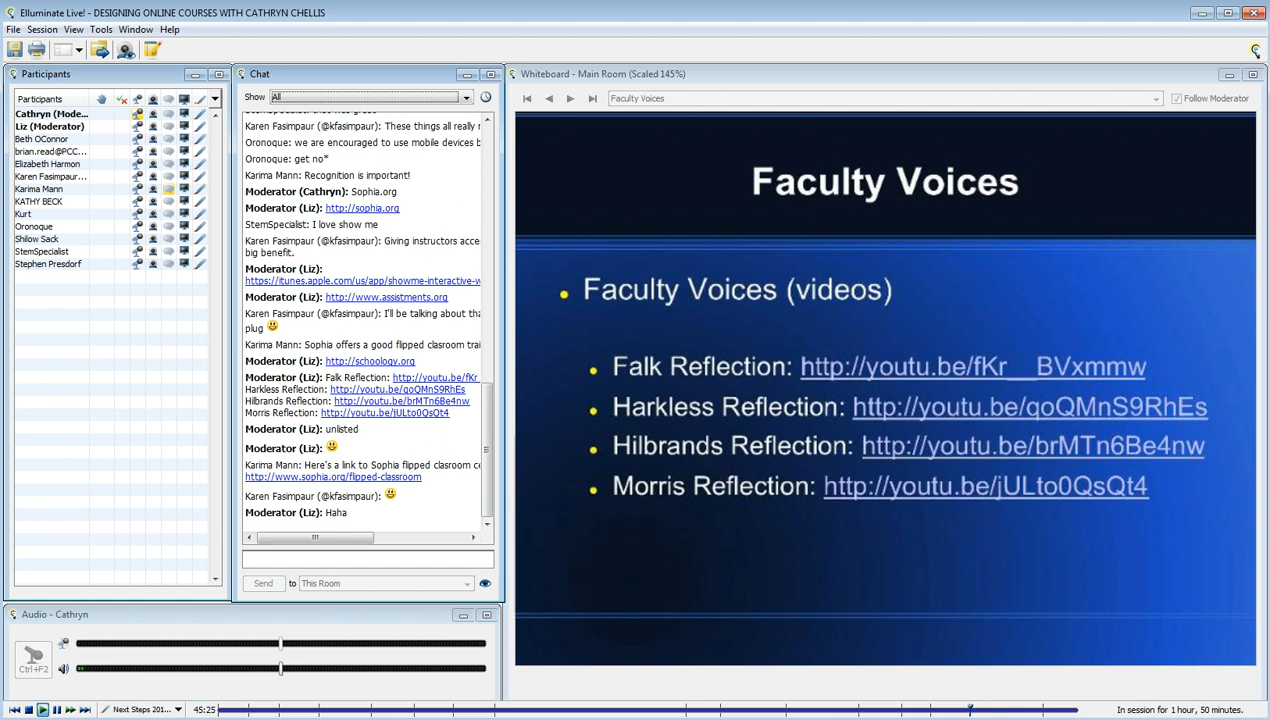 Elluminate Live! - DESIGNING ONLINE COURSES WITH CATHRYN CHELLIS
File Session View Tools Window Help
Participants
Participants
Cathryn (Mode...
Liz (Moderator)
Beth OConnor
brian.read@PCC...
Elizabeth Harmon
Karen Fasimpaur...
Karima Mann
KATHY BECK
Kurt
Oronoque
Shilow Sack
StemSpecialist
Stephen Presdorf
Chat
Show All
Karen Fasimpaur (@kfasimpaur): These things all really
Oronoque: we are encouraged to use mobile devices
Oronoque: get no*
Karima Mann: Recognition is important!
Moderator (Cathryn): Sophia.org
Moderator (Liz): http://sophia.org
StemSpecialist: I love show me
Karen Fasimpaur (@kfasimpaur): Giving instructors acce
big benefit.
Moderator (Liz):
https://itunes.apple.com/us/app/showme-interactive-w
Moderator (Liz): http://www.assistments.org
Karen Fasimpaur (@kfasimpaur): I'll be talking about tha
plug
Karima Mann: Sophia offers a good flipped clasroom trai
Moderator (Liz): http://schoology.org
Moderator (Liz): Falk Reflection: http://youtu.be/fKr_
Harkless Reflection: http://youtu.be/qoQMnS9RhEs
Hilbrands Reflection: http://youtu.be/brMTn6Be4nw
Morris Reflection: http://youtu.be/jULto0QsQt4
Moderator (Liz): unlisted
Moderator (Liz):
Karima Mann: Here's a link to Sophia flipped clasroom ce
http://www.sophia.org/flipped-classroom
Karen Fasimpaur (@kfasimpaur):
Moderator (Liz): Haha
Send to This Room
Audio - Cathryn
Ctrl+F2
Whiteboard - Main Room (Scaled 145%)
Faculty Voices
Follow Moderator
Faculty Voices
Faculty Voices (videos)
Falk Reflection: http://youtu.be/fKr__BVxmmw
Harkless Reflection: http://youtu.be/qoQMnS9RhEs
Hilbrands Reflection: http://youtu.be/brMTn6Be4nw
Morris Reflection: http://youtu.be/jULto0QsQt4
Next Steps 201... 45:25
In session for 1 hour, 50 minutes.